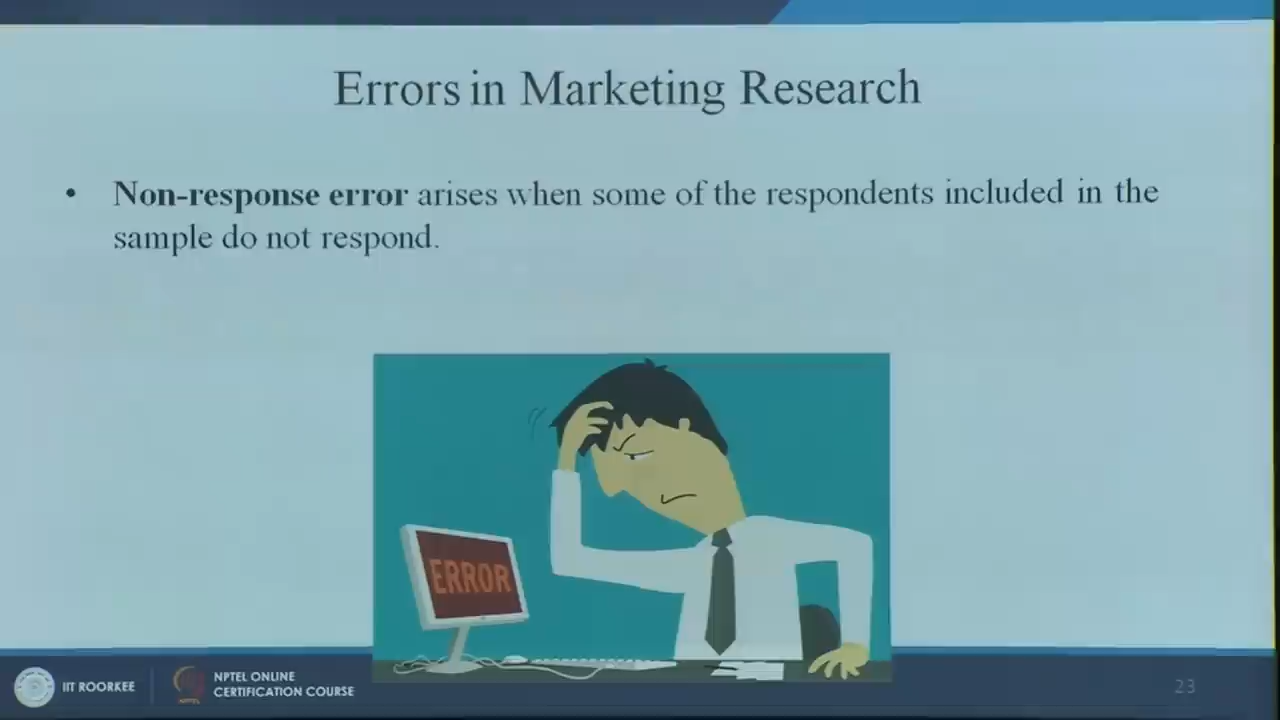 Errors in Marketing Research
• Non-response error arises when some of the respondents included in the
sample do not respond.
ERROR
IIT ROORKEE
NPTEL ONLINE
CERTIFICATION COURSE
NPTEL
23